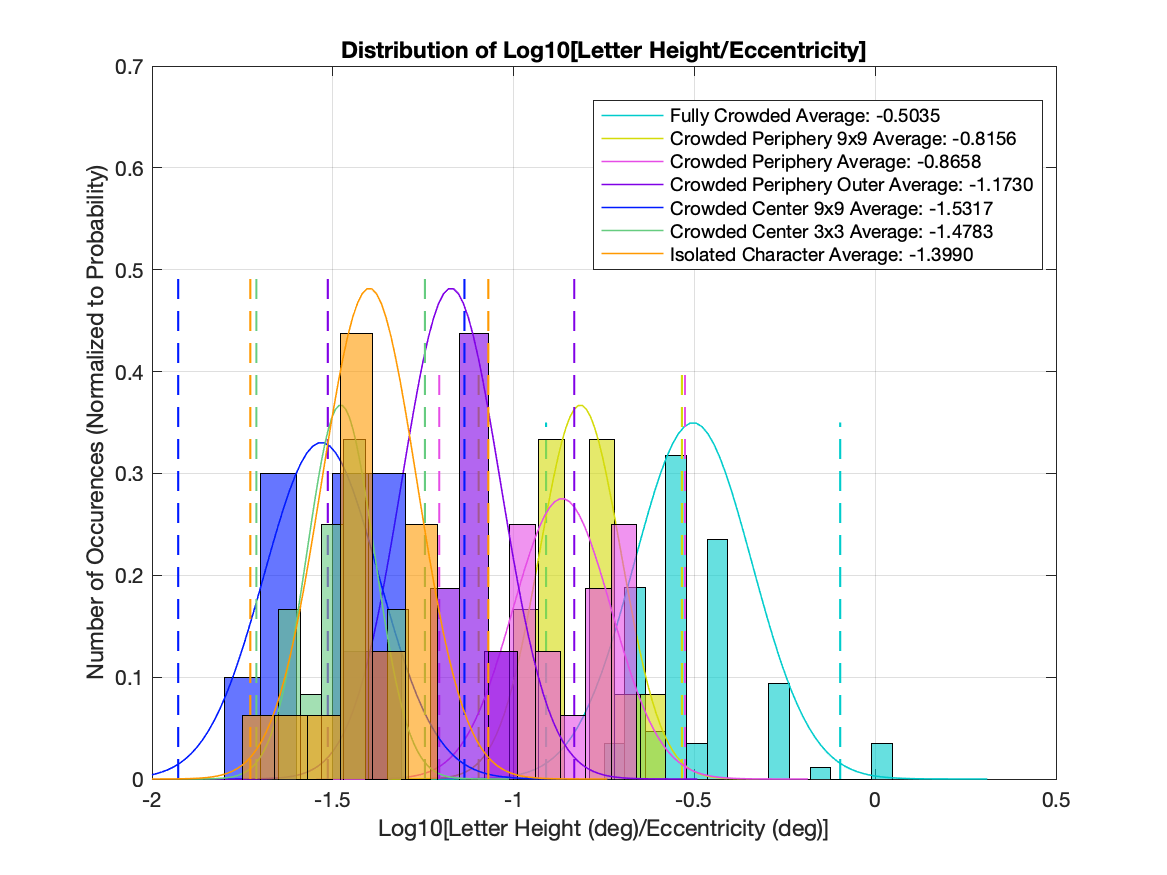 Distribution of Log10[Letter Height/Eccentricity]
0.7
0.6
0.5
0.4
0.3
0.2
0.1
0
Number of Occurences (Normalized to Probability)
Fully Crowded Average: -0.5035
Crowded Periphery 9x9 Average: -0.8156
Crowded Periphery Average: -0.8658
Crowded Periphery Outer Average: -1.1730
Crowded Center 9x9 Average: -1.5317
Crowded Center 3x3 Average: -1.4783
Isolated Character Average: -1.3990
-2 -1.5 -1 -0.5 0 0.5
Log10[Letter Height (deg)/Eccentricity (deg)]